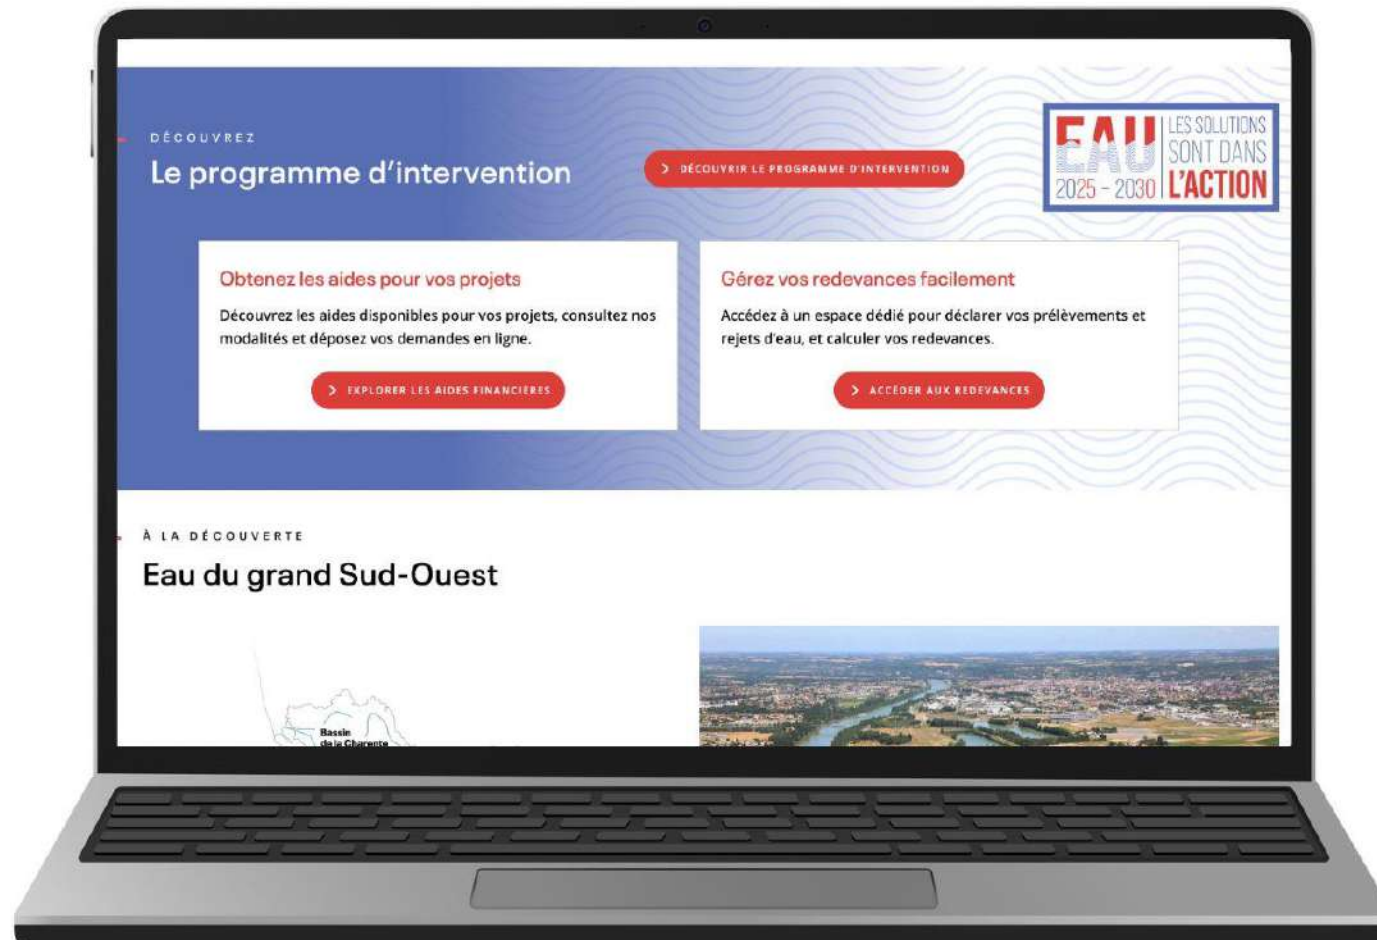 DÉCOUVREZ
Le programme d'intervention
> DÉCOUVRIR LE PROGRAMME D'INTERVENTION
EAU
2025 – 2030
LES SOLUTIONS
SONT DANS
L'ACTION
Obtenez les aides pour vos projets
Découvrez les aides disponibles pour vos projets, consultez nos
modalités et déposez vos demandes en ligne.
> EXPLORER LES AIDES FINANCIÈRES
Gérez vos redevances facilement
Accédez à un espace dédié pour déclarer vos prélèvements et
rejets d'eau, et calculer vos redevances.
> ACCÉDER AUX REDEVANCES
À LA DÉCOUVERTE
Eau du grand Sud-Ouest
Bassin
de la Charente